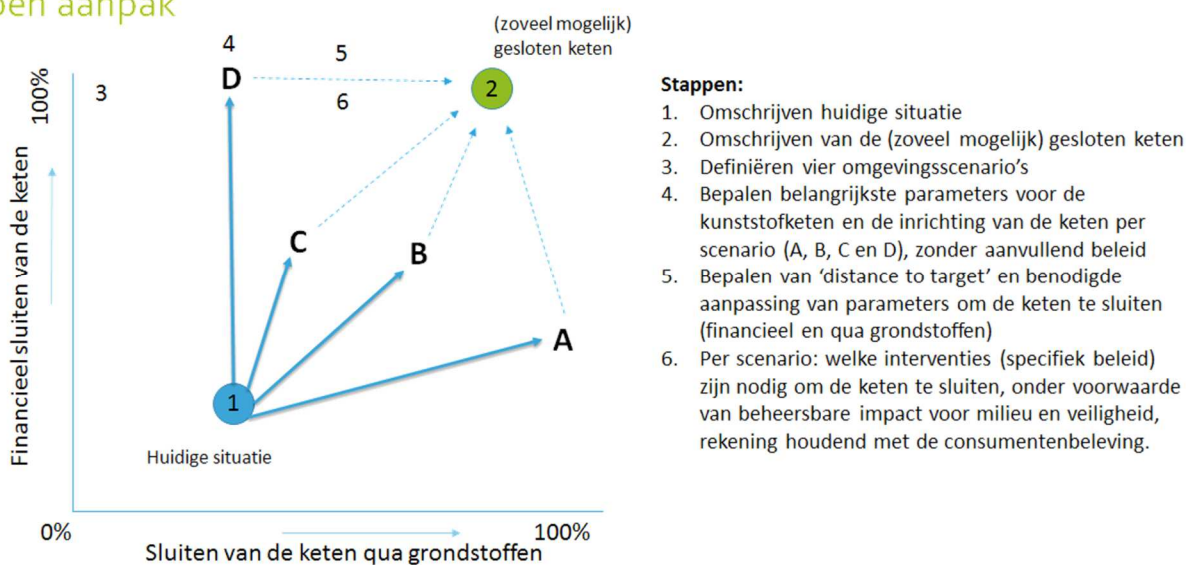 aanpak
(zoveel mogelijk)
gesloten keten
4
5
D
2
3
6
100%
Financieel sluiten van de keten
C
B
A
1
Huidige situatie
0%
100%
Sluiten van de keten qua grondstoffen
Stappen:
1. Omschrijven huidige situatie
2. Omschrijven van de (zoveel mogelijk) gesloten keten
3. Definiëren vier omgevingsscenario's
4. Bepalen belangrijkste parameters voor de
kunststofketen en de inrichting van de keten per
scenario (A, B, C en D), zonder aanvullend beleid
5. Bepalen van ‘distance to target’ en benodigde
aanpassing van parameters om de keten te sluiten
(financieel en qua grondstoffen)
6. Per scenario: welke interventies (specifiek beleid)
zijn nodig om de keten te sluiten, onder voorwaarde
van beheersbare impact voor milieu en veiligheid,
rekening houdend met de consumentenbeleving.